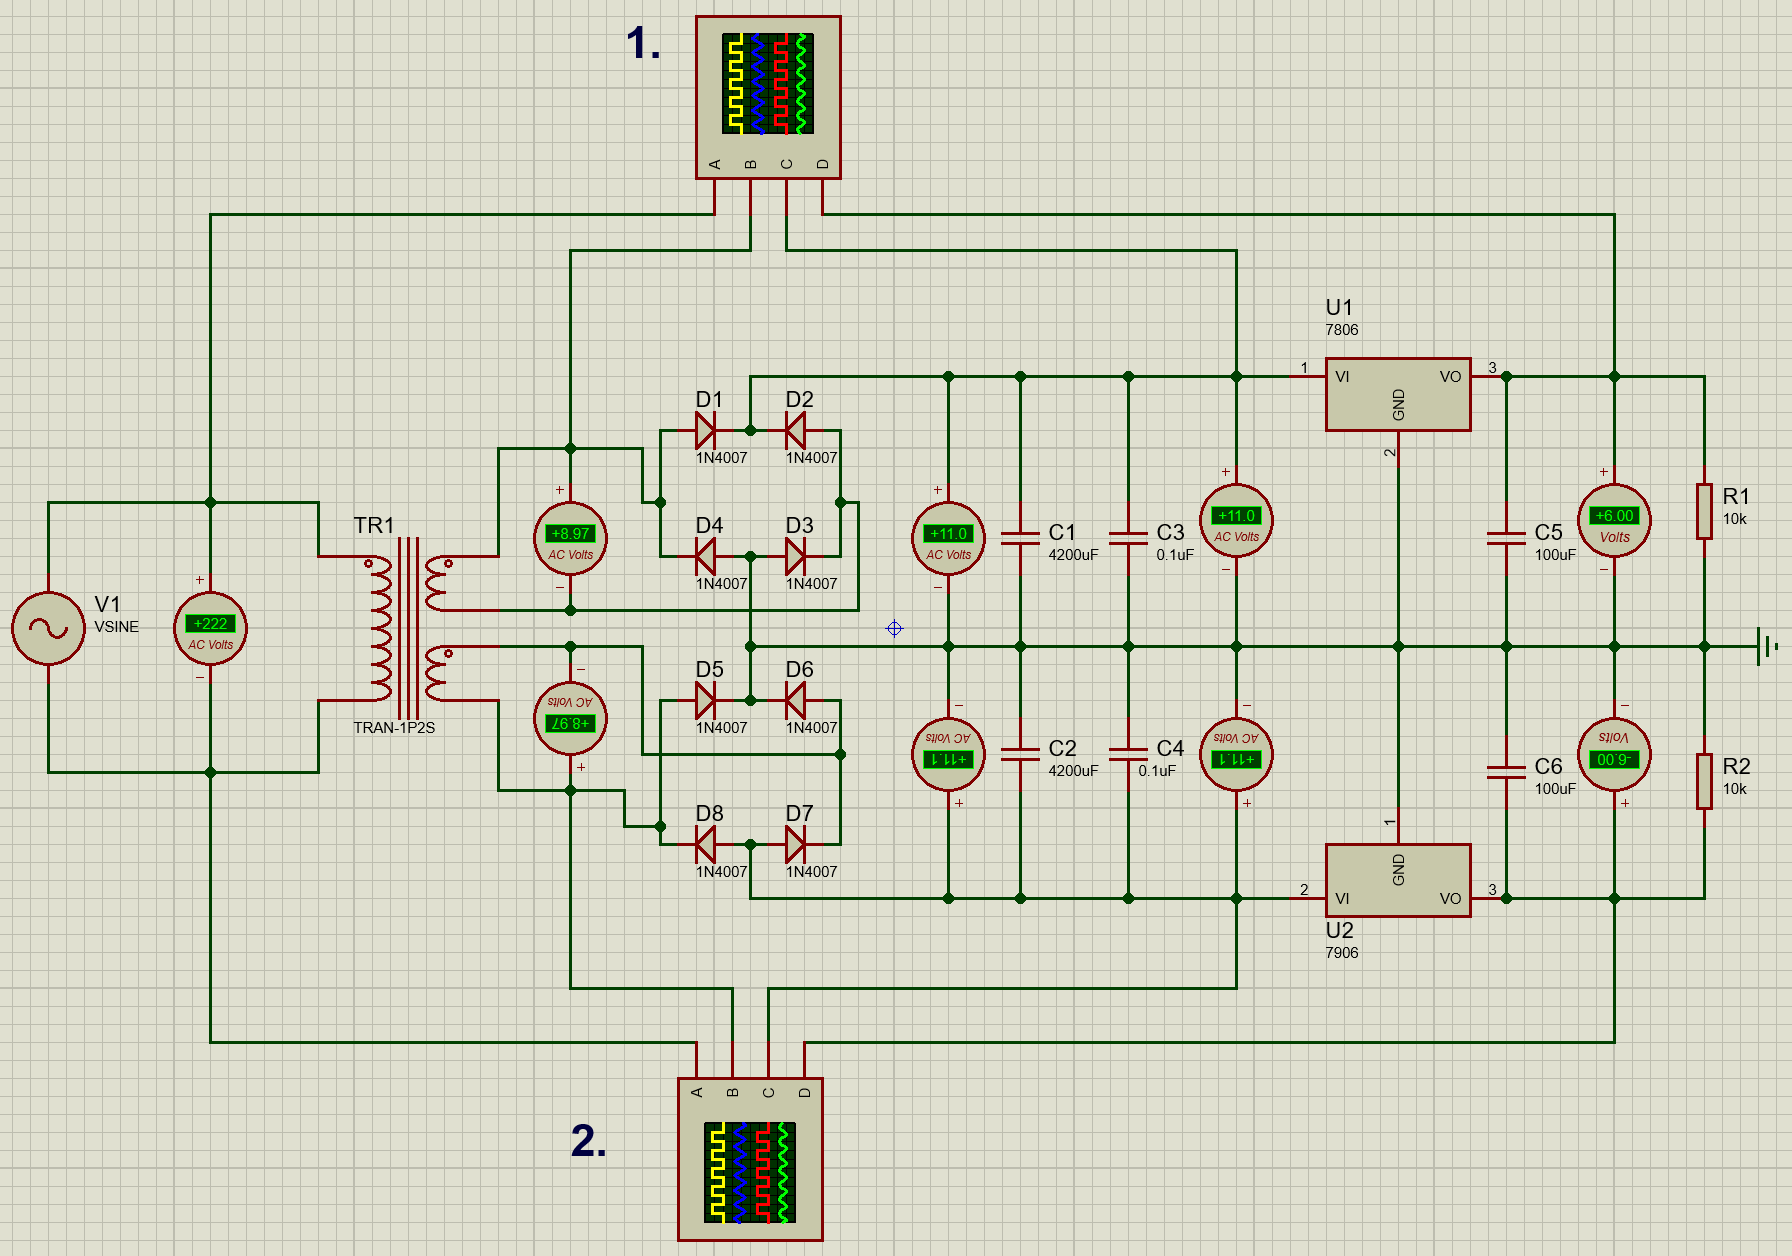 1.
A B C D
U1
7806
1 VI VO 3
GND
2
D1 D2
1N4007 1N4007
+8.97
AC Volts
D4 D3
1N4007 1N4007
+11.0
AC Volts
C1
4200uF
C3
0.1uF
+11.0
AC Volts
C5
100uF
+6.00
Volts
R1
10k
V1
VSINE
+222
AC Volts
TR1
TRAN-1P2S
AC Volts
+8.97
D5 D6
1N4007 1N4007
D8 D7
1N4007 1N4007
AC Volts
+11.1
C2
4200uF
C4
0.1uF
AC Volts
+11.1
C6
100uF
Volts
-6.00
R2
10k
1
GND
2 VI VO 3
U2
7906
A B C D
2.